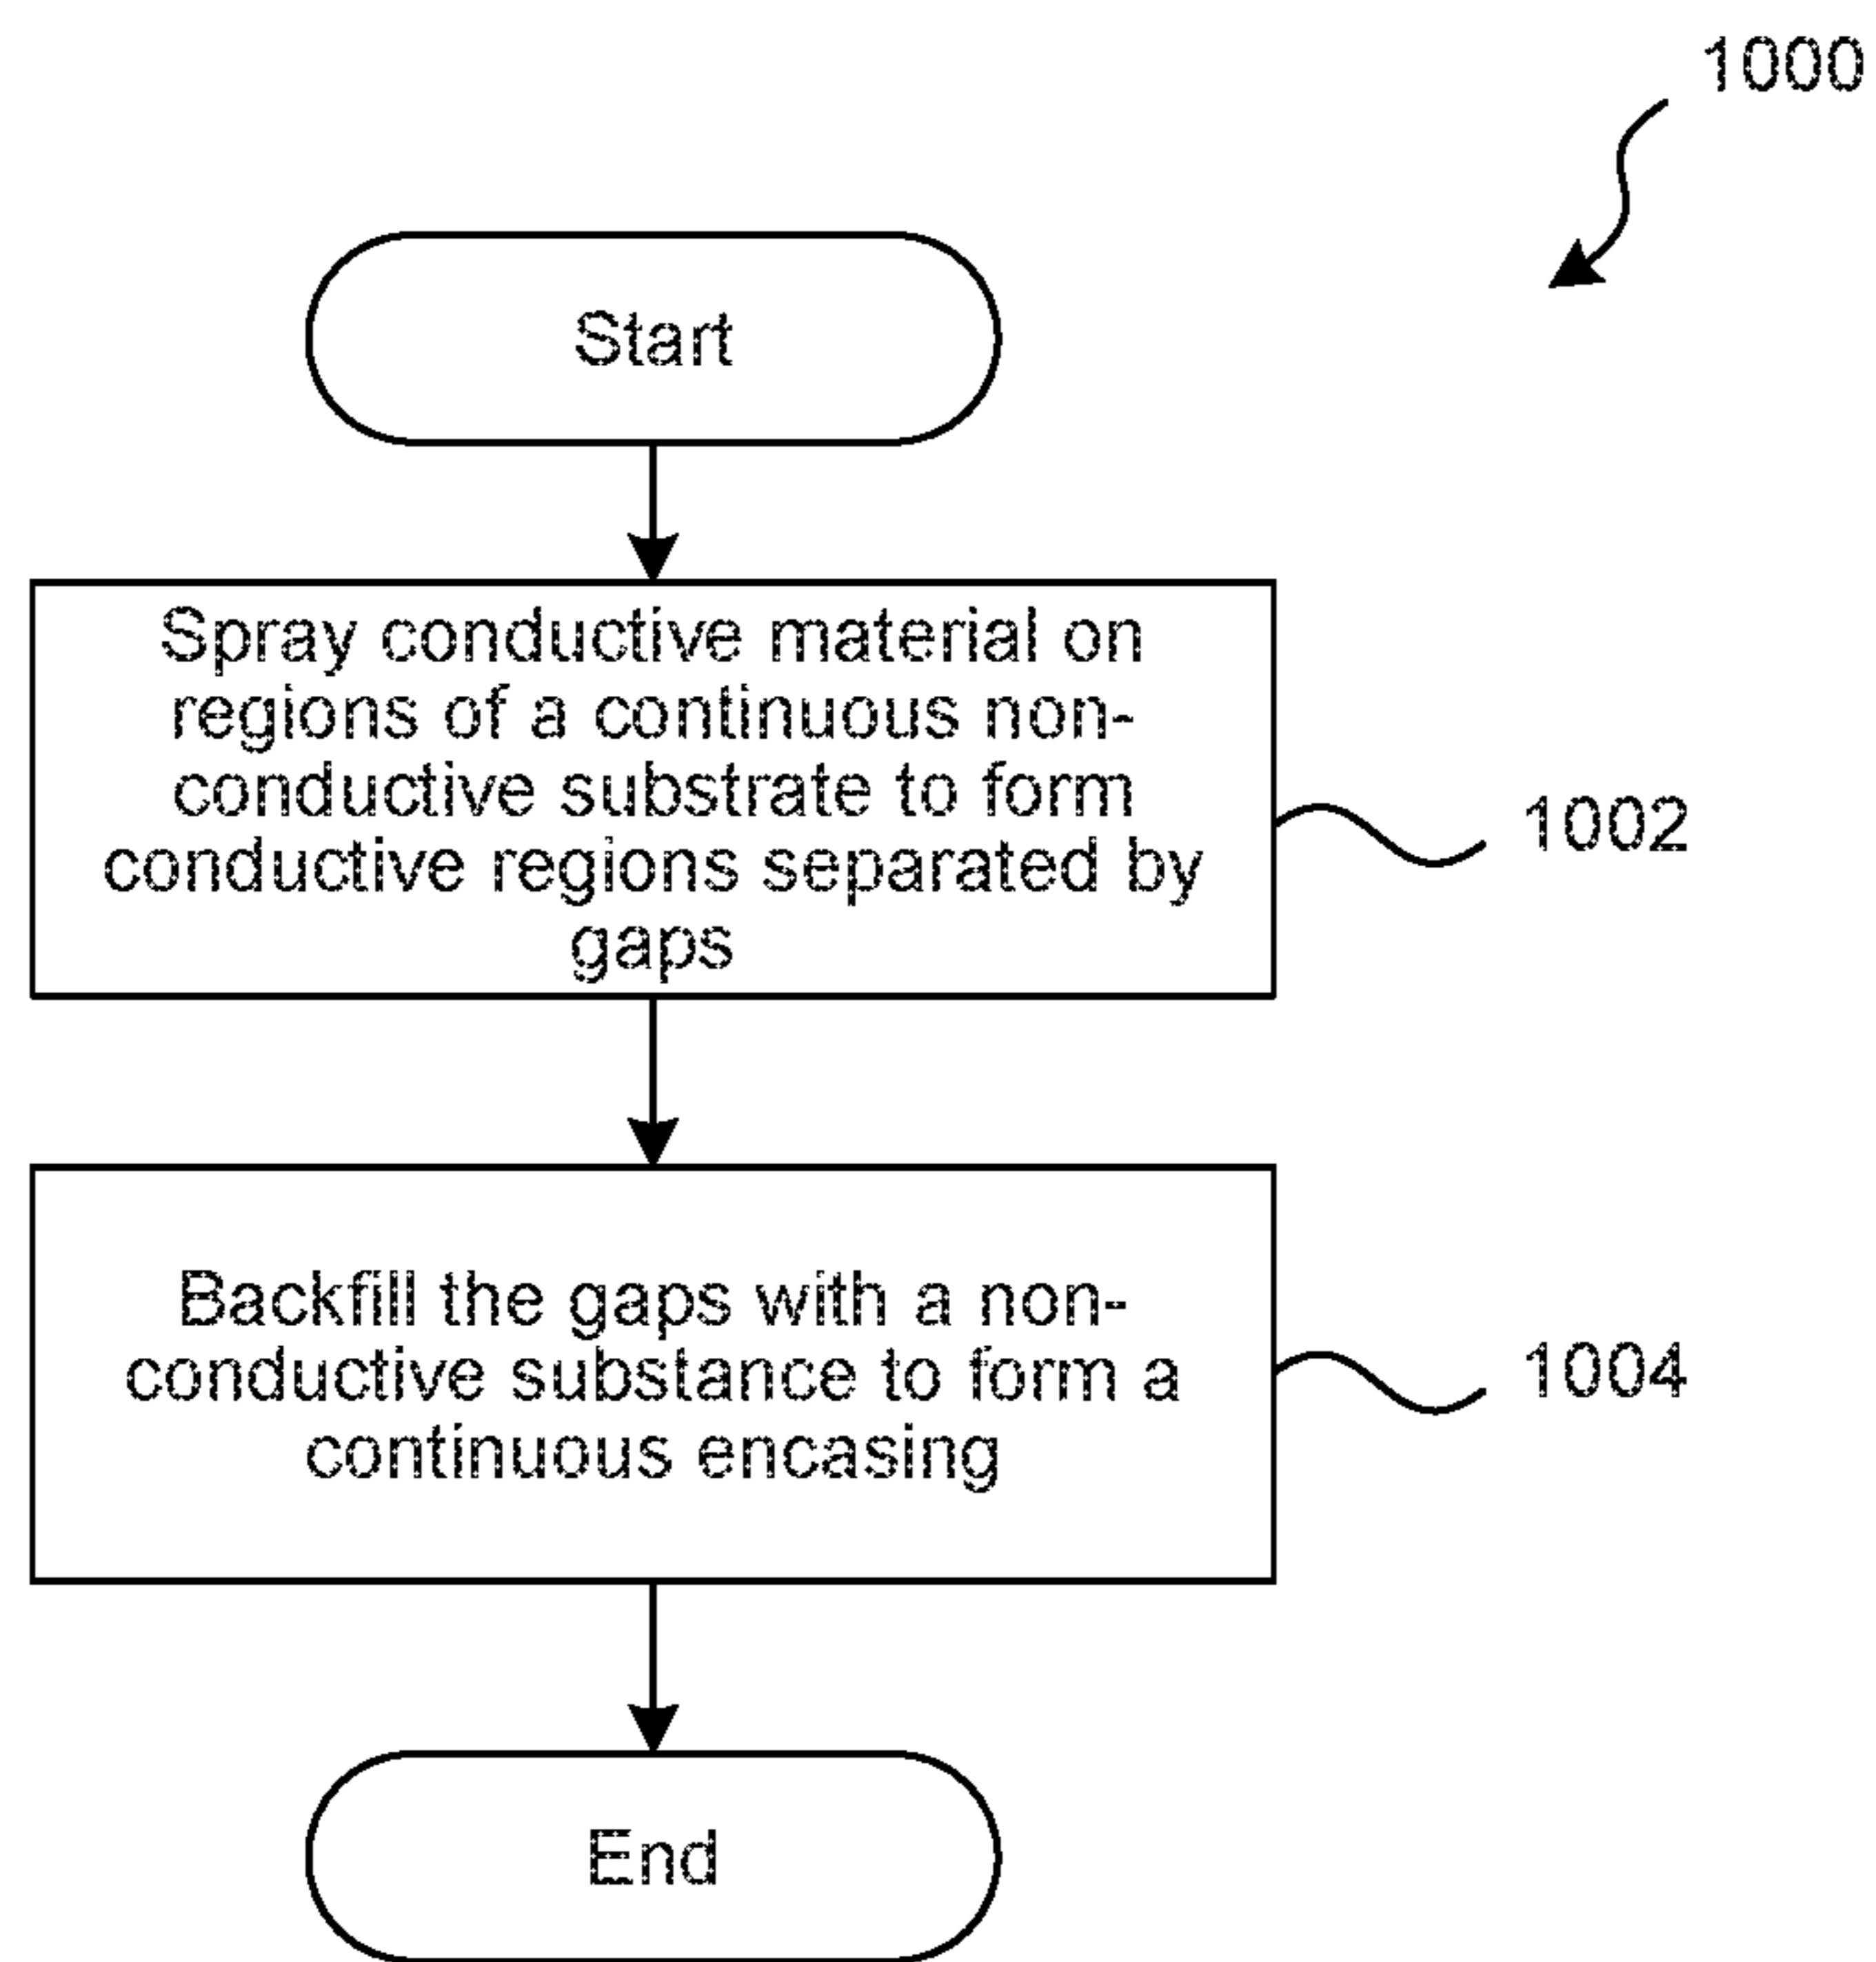 1000
Start
Spray conductive material on
regions of a continuous non-
conductive substrate to form
conductive regions separated by
gaps
1002
Backfill the gaps with a non-
conductive substance to form a
continuous encasing
1004
End